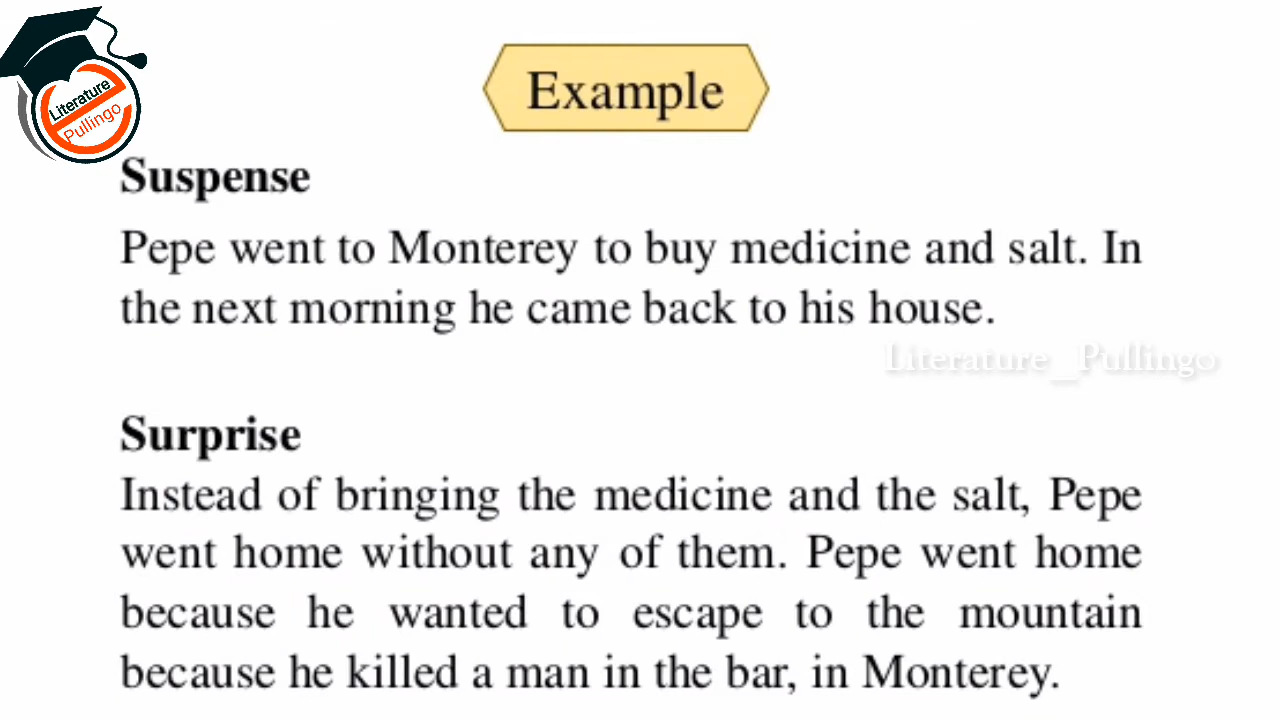 Literature
Pullingo
Example
Suspense
Pepe went to Monterey to buy medicine and salt. In
the next morning he came back to his house.
Literature_Pullingo
Surprise
Instead of bringing the medicine and the salt, Pepe
went home without any of them. Pepe went home
because he wanted to escape to the mountain
because he killed a man in the bar, in Monterey.